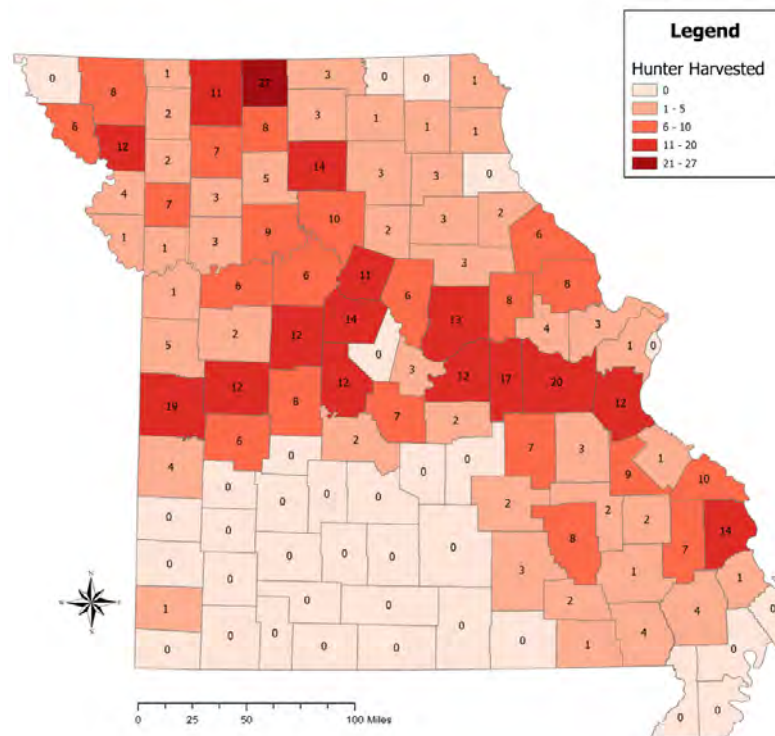 Legend
Hunter Harvested
0
1 - 5
6 - 10
11 - 20
21 - 27
0 8 1 11 27 3 0 0 1
6 12 2 7 8 3 1 1 1
2 5 14 3 3 0
4 7 3 10 2 3 2 6
1 1 3 9 3
1 6 6 11 6 8 8
5 2 12 14 0 3 13 4 3 1 0
19 12 8 12 7 12 17 20 12
4 6 0 2 2 7 3 9 1 10
0 0 0 0 0 0 0 2 2 2 7 14
0 0 0 0 0 0 8 1 1
1 0 0 0 0 3 2 4 4 0
0 0 0 0 0 0 1 0 0
0 0
N
W E
S
0 25 50 100 Miles